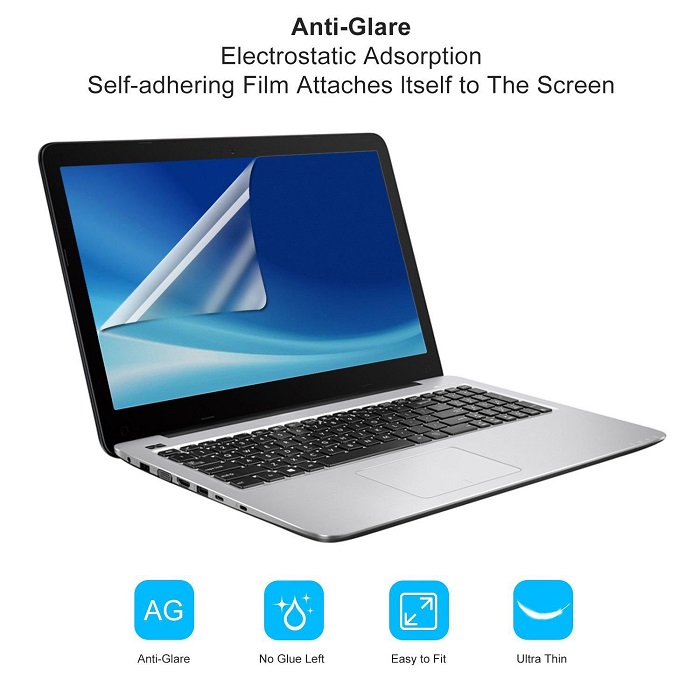 Anti-Glare
Electrostatic Adsorption
Self-adhering Film Attaches Itself to The Screen
AG
Anti-Glare
No Glue Left
Easy to Fit
Ultra Thin